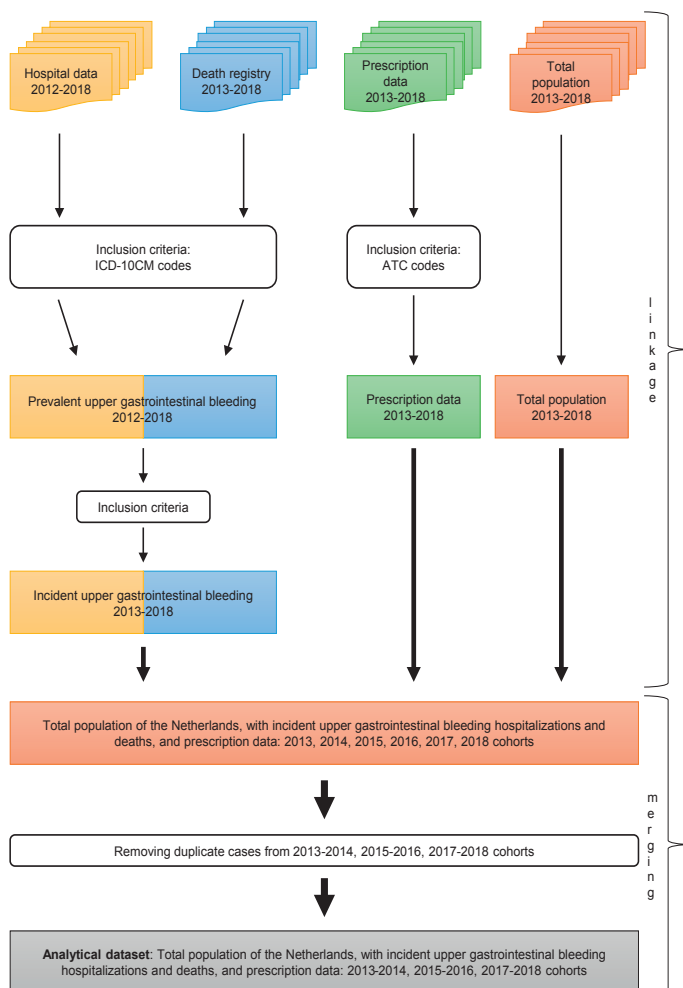 Hospital data
2012-2018
Death registry
2013-2018
Prescription
data
2013-2018
Total
population
2013-2018
Inclusion criteria:
ICD-10CM codes
Inclusion criteria:
ATC codes
linkage
Prevalent upper gastrointestinal bleeding
2012-2018
Prescription data
2013-2018
Total population
2013-2018
Inclusion criteria
Incident upper gastrointestinal bleeding
2013-2018
Total population of the Netherlands, with incident upper gastrointestinal bleeding hospitalizations and
deaths, and prescription data: 2013, 2014, 2015, 2016, 2017, 2018 cohorts
merging
Removing duplicate cases from 2013-2014, 2015-2016, 2017-2018 cohorts
Analytical dataset: Total population of the Netherlands, with incident upper gastrointestinal bleeding
hospitalizations and deaths, and prescription data: 2013-2014, 2015-2016, 2017-2018 cohorts